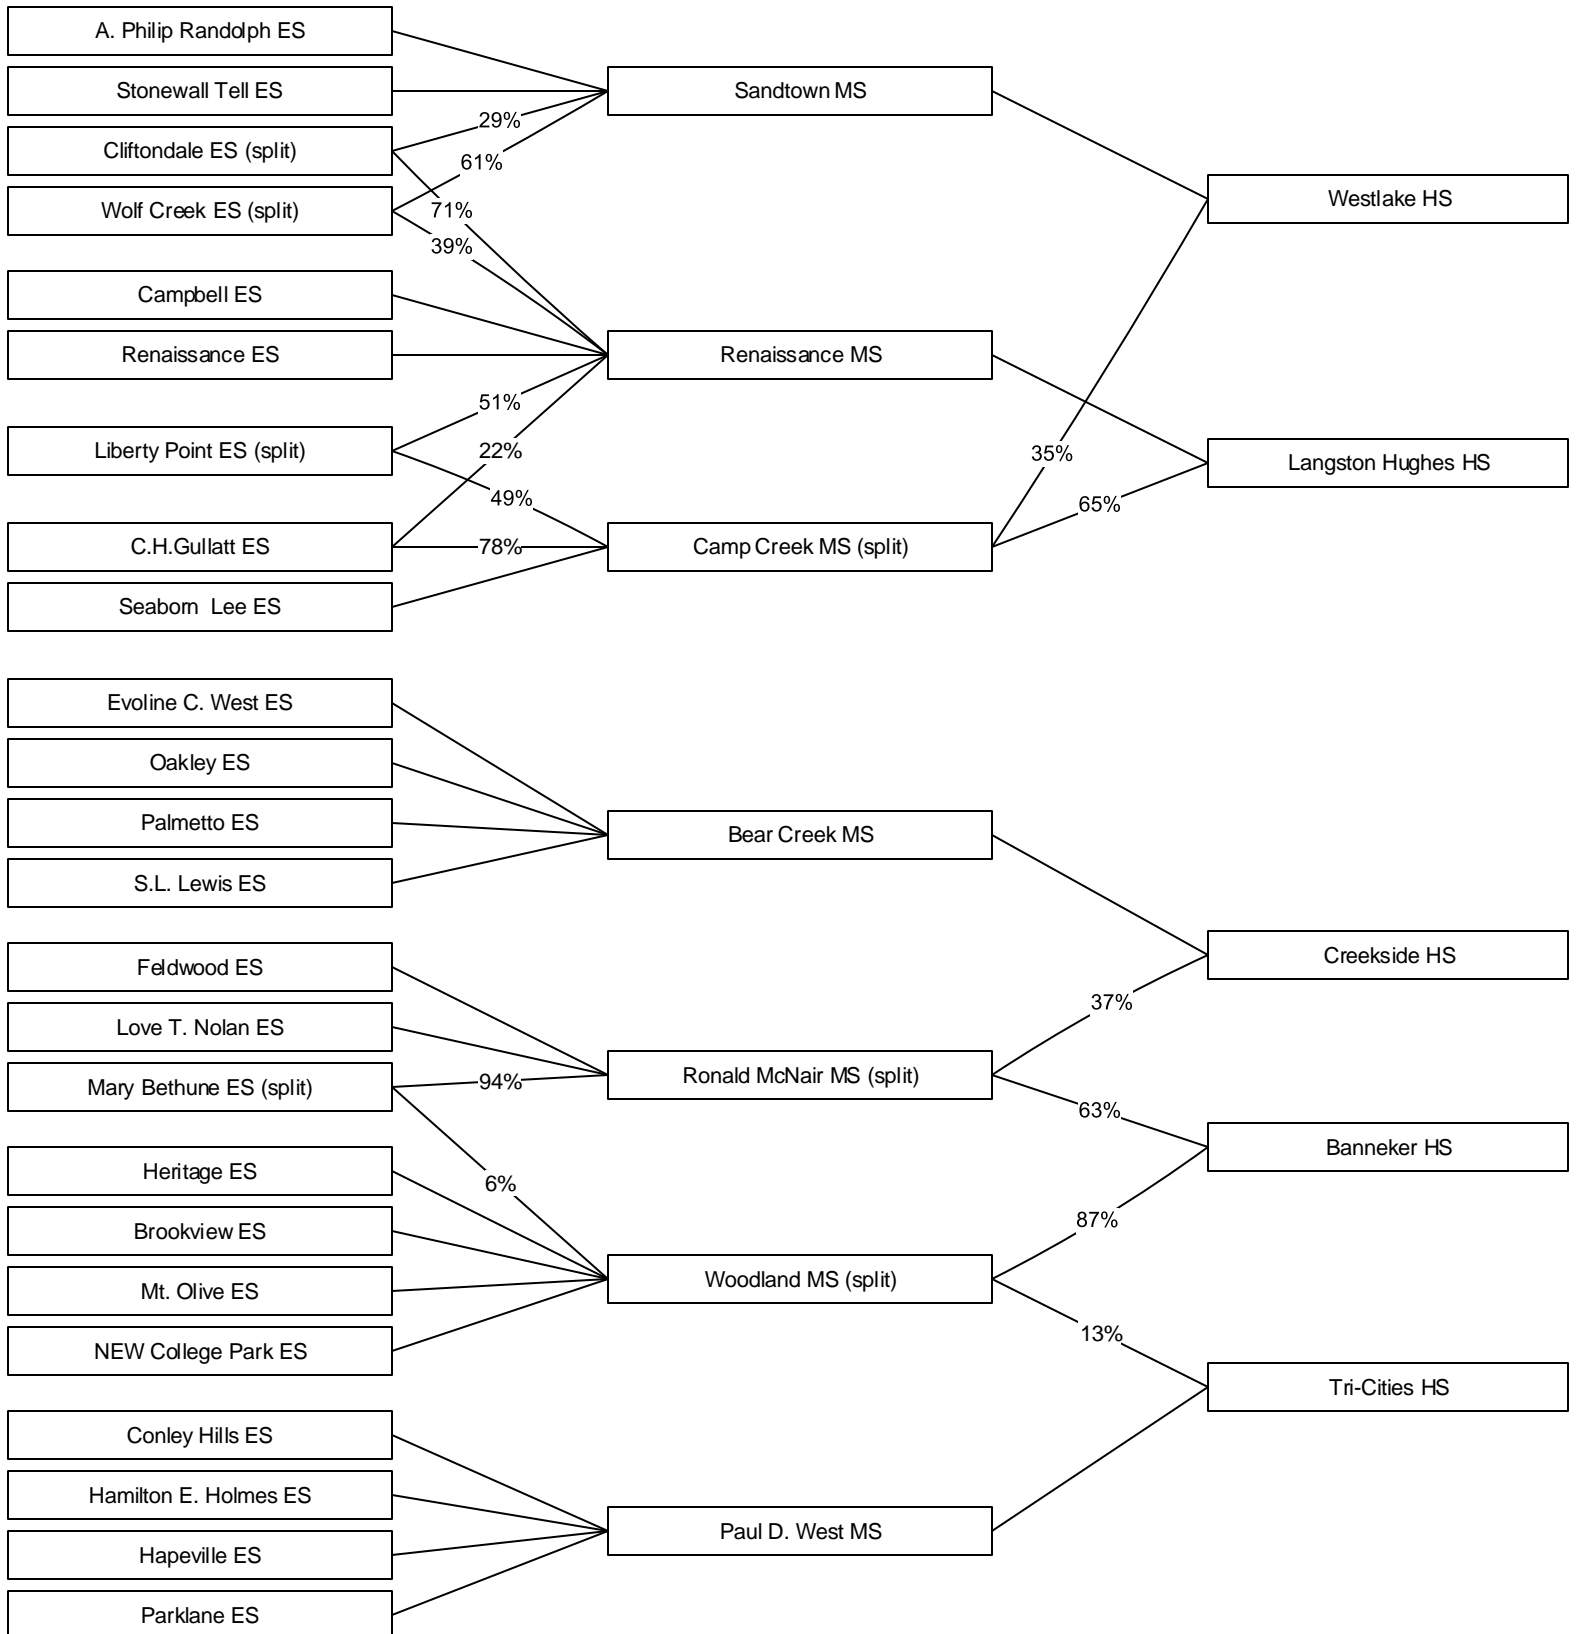 A. Philip Randolph ES
Stonewall Tell ES
Sandtown MS
29%
Cliftondale ES (split)
61%
Wolf Creek ES (split)
71%
Westlake HS
39%
Campbell ES
Renaissance ES
Renaissance MS
51%
Liberty Point ES (split)
22%
35%
Langston Hughes HS
49%
65%
C.H.Gullatt ES
78%
Camp Creek MS (split)
Seaborn Lee ES
Evoline C. West ES
Oakley ES
Palmetto ES
Bear Creek MS
S.L. Lewis ES
Feldwood ES
Creekside HS
37%
Love T. Nolan ES
Mary Bethune ES (split)
94%
Ronald McNair MS (split)
63%
Banneker HS
Heritage ES
6%
87%
Brookview ES
Mt. Olive ES
Woodland MS (split)
13%
NEW College Park ES
Tri-Cities HS
Conley Hills ES
Hamilton E. Holmes ES
Paul D. West MS
Hapeville ES
Parklane ES